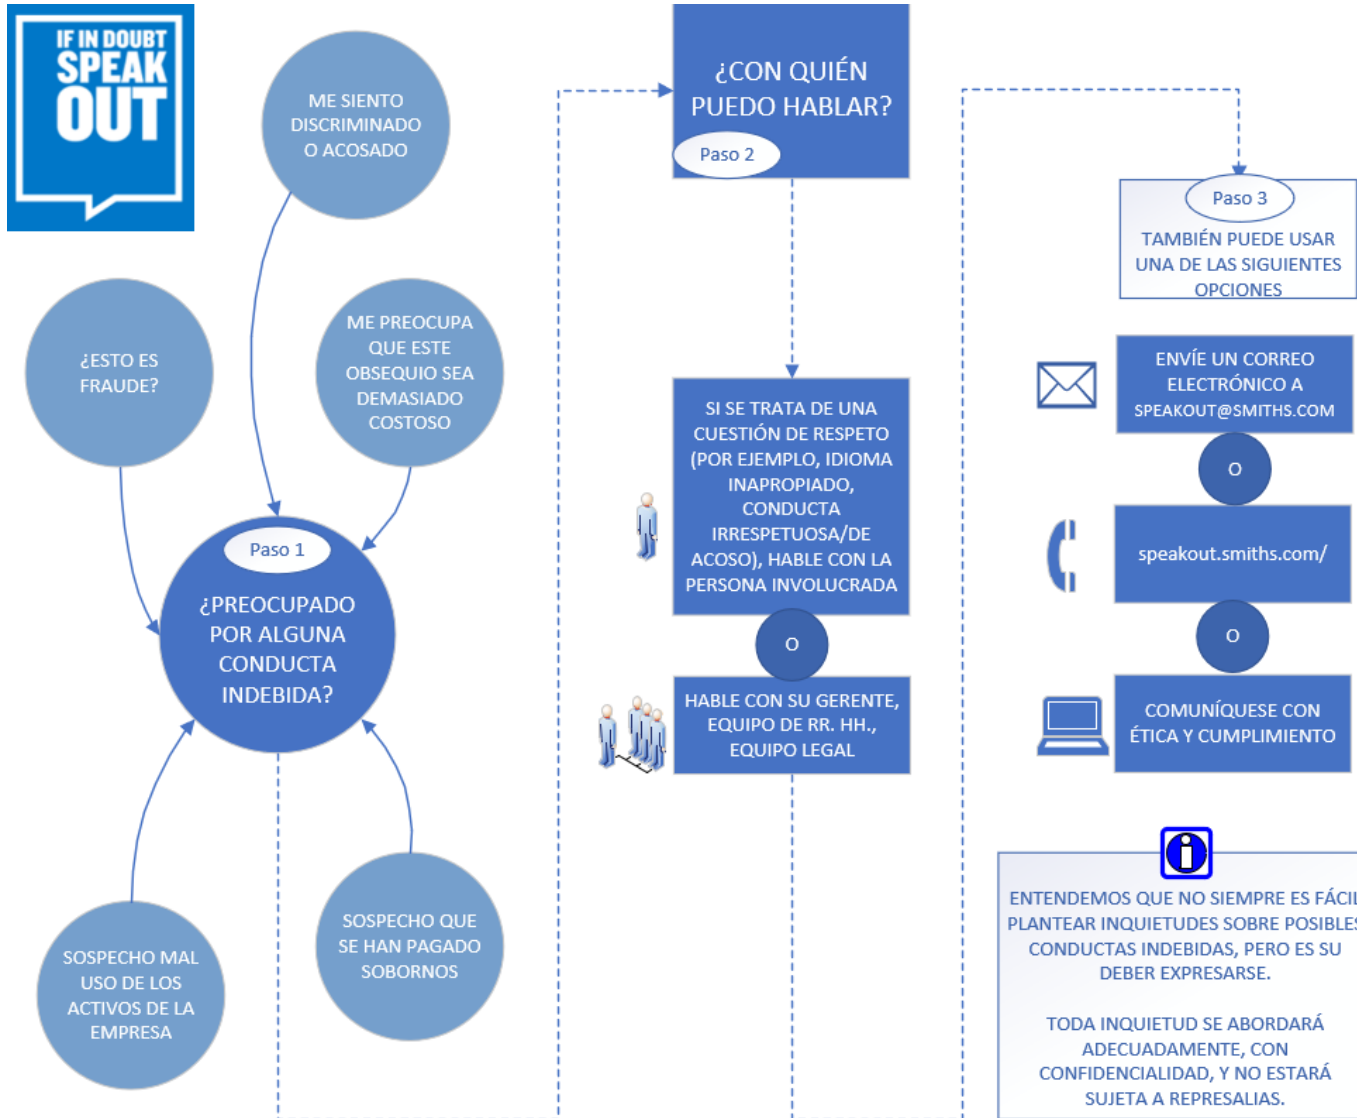 IF IN DOUBT
SPEAK
OUT
ME SIENTO
DISCRIMINADO
O ACOSADO
¿ESTO ES
FRAUDE?
ME PREOCUPA
QUE ESTE
OBSEQUIO SEA
DEMASIADO
COSTOSO
Paso 1
¿PREOCUPADO
POR ALGUNA
CONDUCTA
INDEBIDA?
SOSPECHO MAL
USO DE LOS
ACTIVOS DE LA
EMPRESA
SOSPECHO QUE
SE HAN PAGADO
SOBORNOS
¿CON QUIÉN
PUEDO HABLAR?
Paso 2
SI SE TRATA DE UNA
CUESTIÓN DE RESPETO
(POR EJEMPLO, IDIOMA
INAPROPIADO,
CONDUCTA
IRRESPETUOSA/DE
ACOSO), HABLE CON LA
PERSONA INVOLUCRADA
O
HABLE CON SU GERENTE,
EQUIPO DE RR. HH.,
EQUIPO LEGAL
Paso 3
TAMBIÉN PUEDE USAR
UNA DE LAS SIGUIENTES
OPCIONES
ENVÍE UN CORREO
ELECTRÓNICO A
SPEAKOUT@SMITHS.COM
O
speakout.smiths.com/
O
COMUNÍQUESE CON
ÉTICA Y CUMPLIMIENTO
ENTENDEMOS QUE NO SIEMPRE ES FÁCIL
PLANTEAR INQUIETUDES SOBRE POSIBLES
CONDUCTAS INDEBIDAS, PERO ES SU
DEBER EXPRESARSE.
TODA INQUIETUD SE ABORDARÁ
ADECUADAMENTE, CON
CONFIDENCIALIDAD, Y NO ESTARÁ
SUJETA A REPRESALIAS.